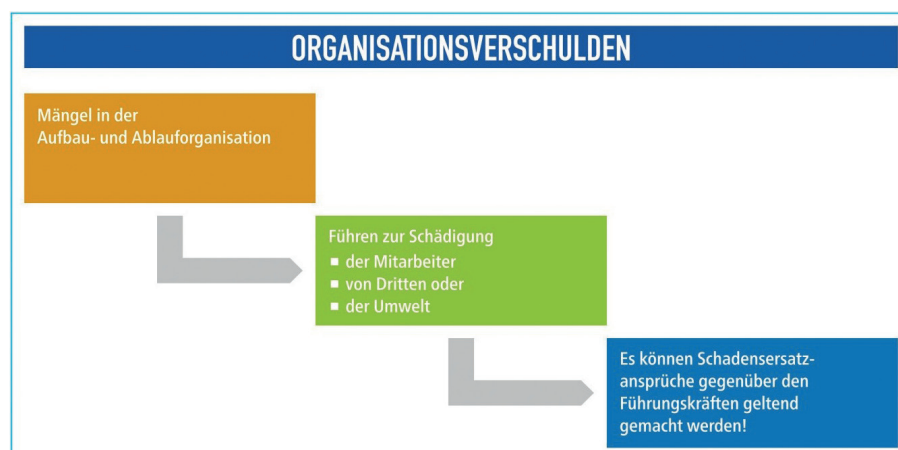 ORGANISATIONSVERSCHULDEN
Mängel in der
Aufbau- und Ablauforganisation
Führen zur Schädigung
▪ der Mitarbeiter
▪ von Dritten oder
▪ der Umwelt
Es können Schadensersatz-
ansprüche gegenüber den
Führungskräften geltend
gemacht werden!